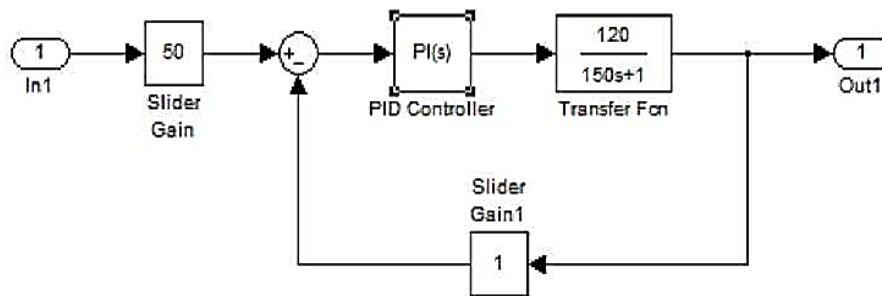 1
In1
50
Slider
Gain
+
−
PI(s)
PID Controller
120
150s+1
Transfer Fcn
1
Out1
Slider
Gain1
1